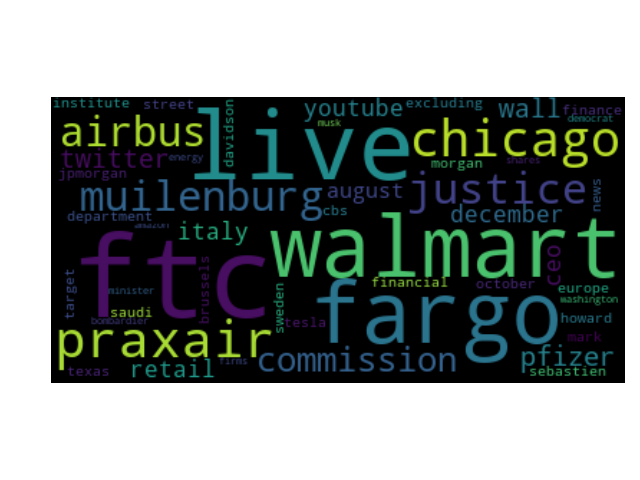 institute street davidson live youtube excluding wall finance
musk democrat
airbus chicago
twitter energy morgan shares
jpmorgan
muilenburg august justice news
cbs
department december
amazon
italy walmart
ftc ceo
target brussels financial october europe
minister sweden fargo washington
saudi howard
bombardier tesla
praxair mark
commission pfizer
texas retail firms sebastien